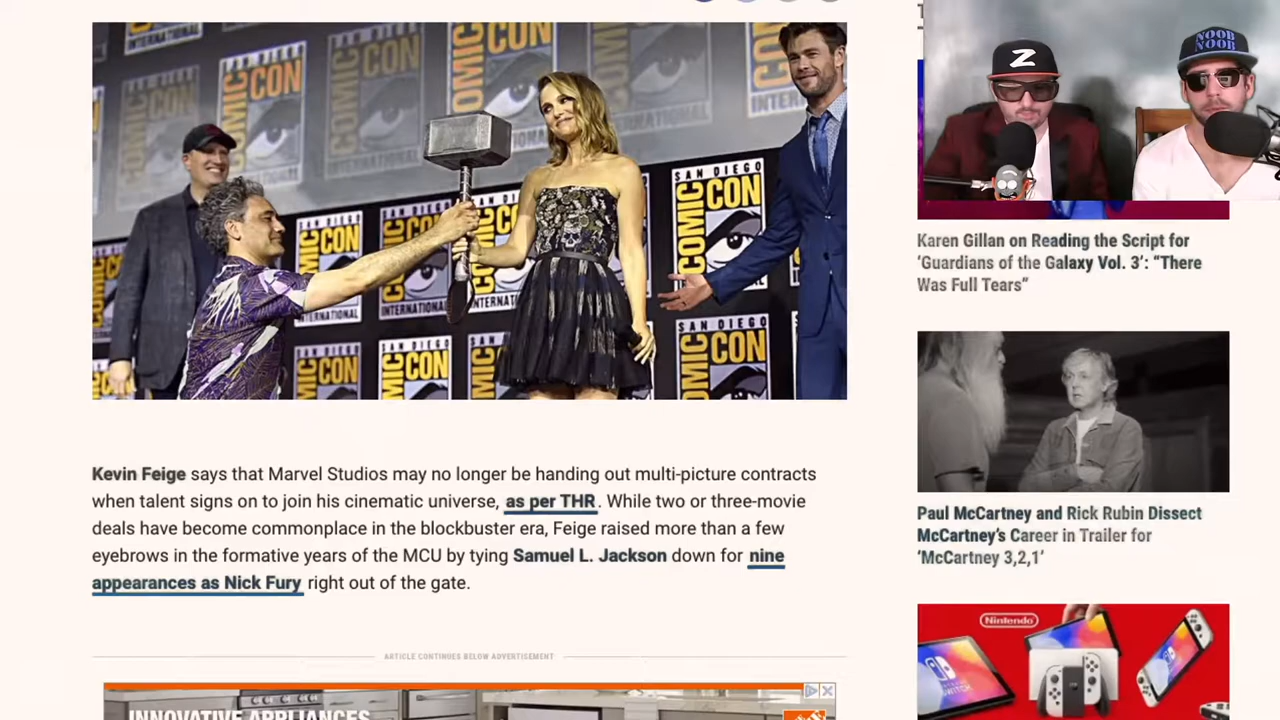 SAN DIEGO
COMIC
CON
INTERNATIONAL
Z
NOOB
NOOR
Karen Gillan on Reading the Script for
‘Guardians of the Galaxy Vol. 3’: “There
Was Full Tears”
Kevin Feige says that Marvel Studios may no longer be handing out multi-picture contracts
when talent signs on to join his cinematic universe, as per THR. While two or three-movie
deals have become commonplace in the blockbuster era, Feige raised more than a few
eyebrows in the formative years of the MCU by tying Samuel L. Jackson down for nine
appearances as Nick Fury right out of the gate.
Paul McCartney and Rick Rubin Dissect
McCartney’s Career in Trailer for
‘McCartney 3,2,1’
Nintendo
ARTICLE CONTINUES BELOW ADVERTISEMENT
INNOVATIVE APPLIANCES